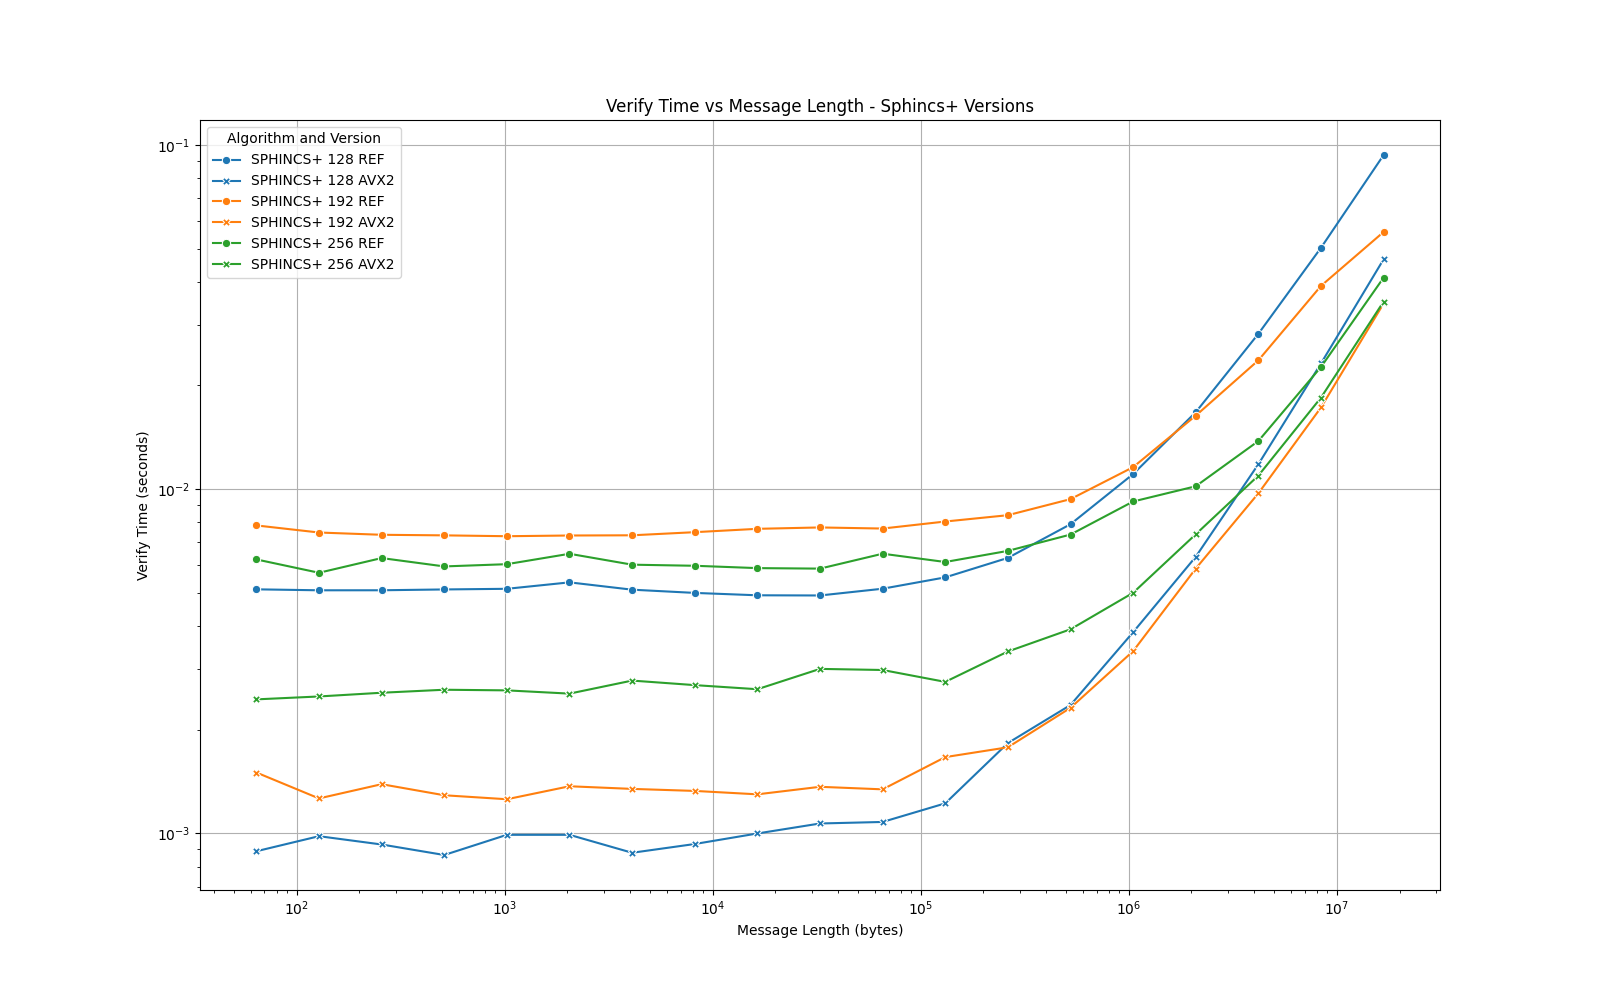 Verify Time vs Message Length - Sphincs+ Versions
Algorithm and Version
SPHINCS+ 128 REF
SPHINCS+ 128 AVX2
SPHINCS+ 192 REF
SPHINCS+ 192 AVX2
SPHINCS+ 256 REF
SPHINCS+ 256 AVX2
Verify Time (seconds)
10⁻¹
10⁻²
10⁻³
10² 10³ 10⁴ 10⁵ 10⁶ 10⁷
Message Length (bytes)